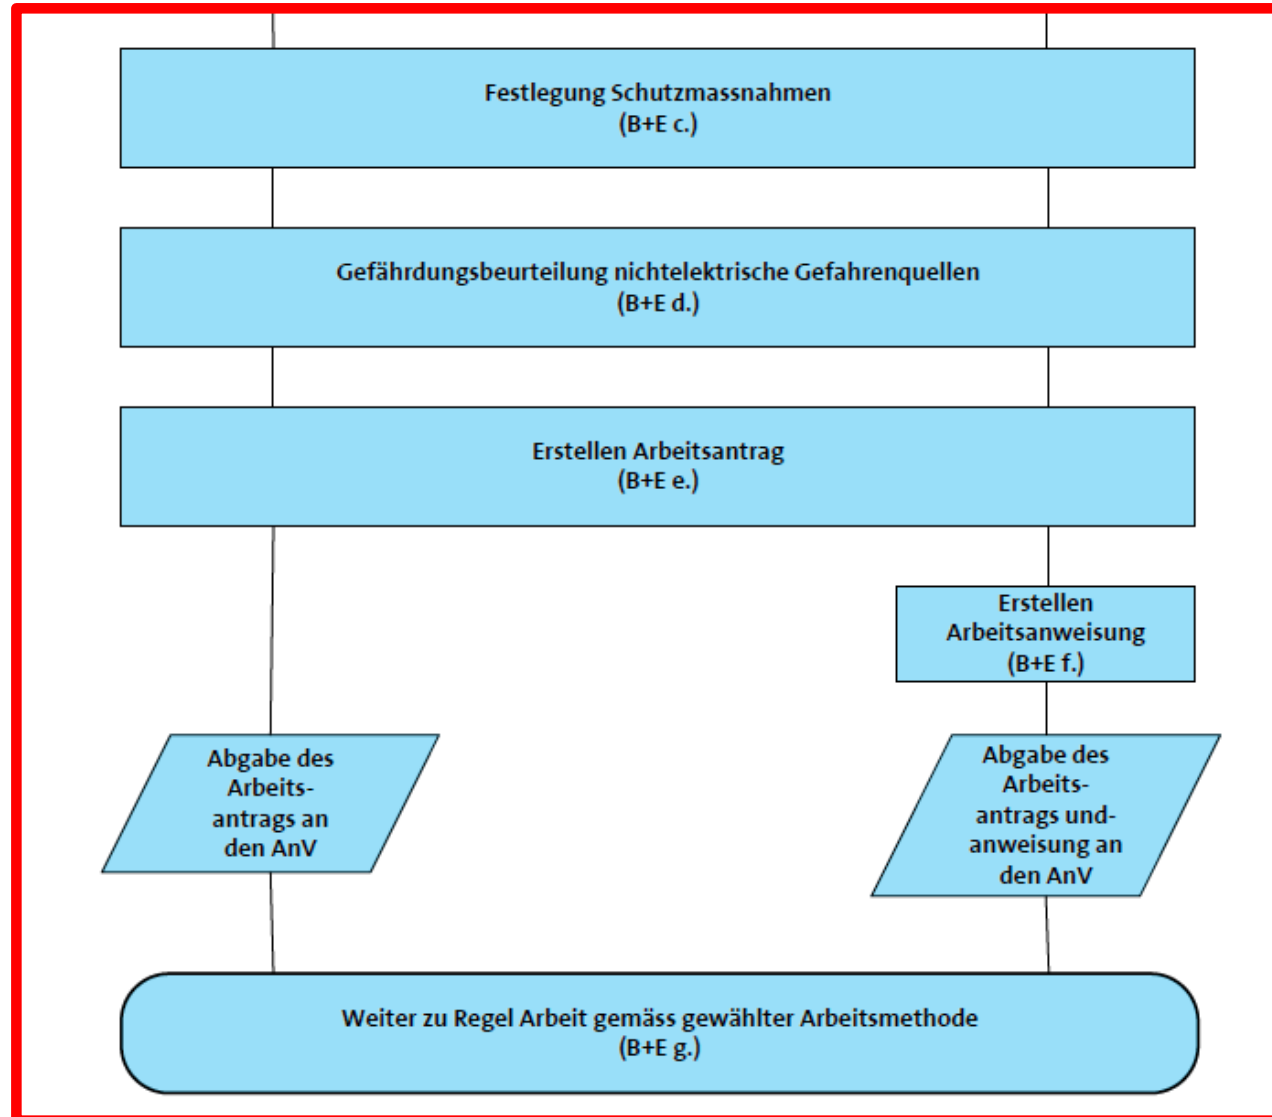 Festlegung Schutzmassnahmen
(B+E c.)
Gefährdungsbeurteilung nichtelektrische Gefahrenquellen
(B+E d.)
Erstellen Arbeitsantrag
(B+E e.)
Erstellen
Arbeitsanweisung
(B+E f.)
Abgabe des
Arbeits-
antrags an
den AnV
Abgabe des
Arbeits-
antrags und-
anweisung an
den AnV
Weiter zu Regel Arbeit gemäss gewählter Arbeitsmethode
(B+E g.)